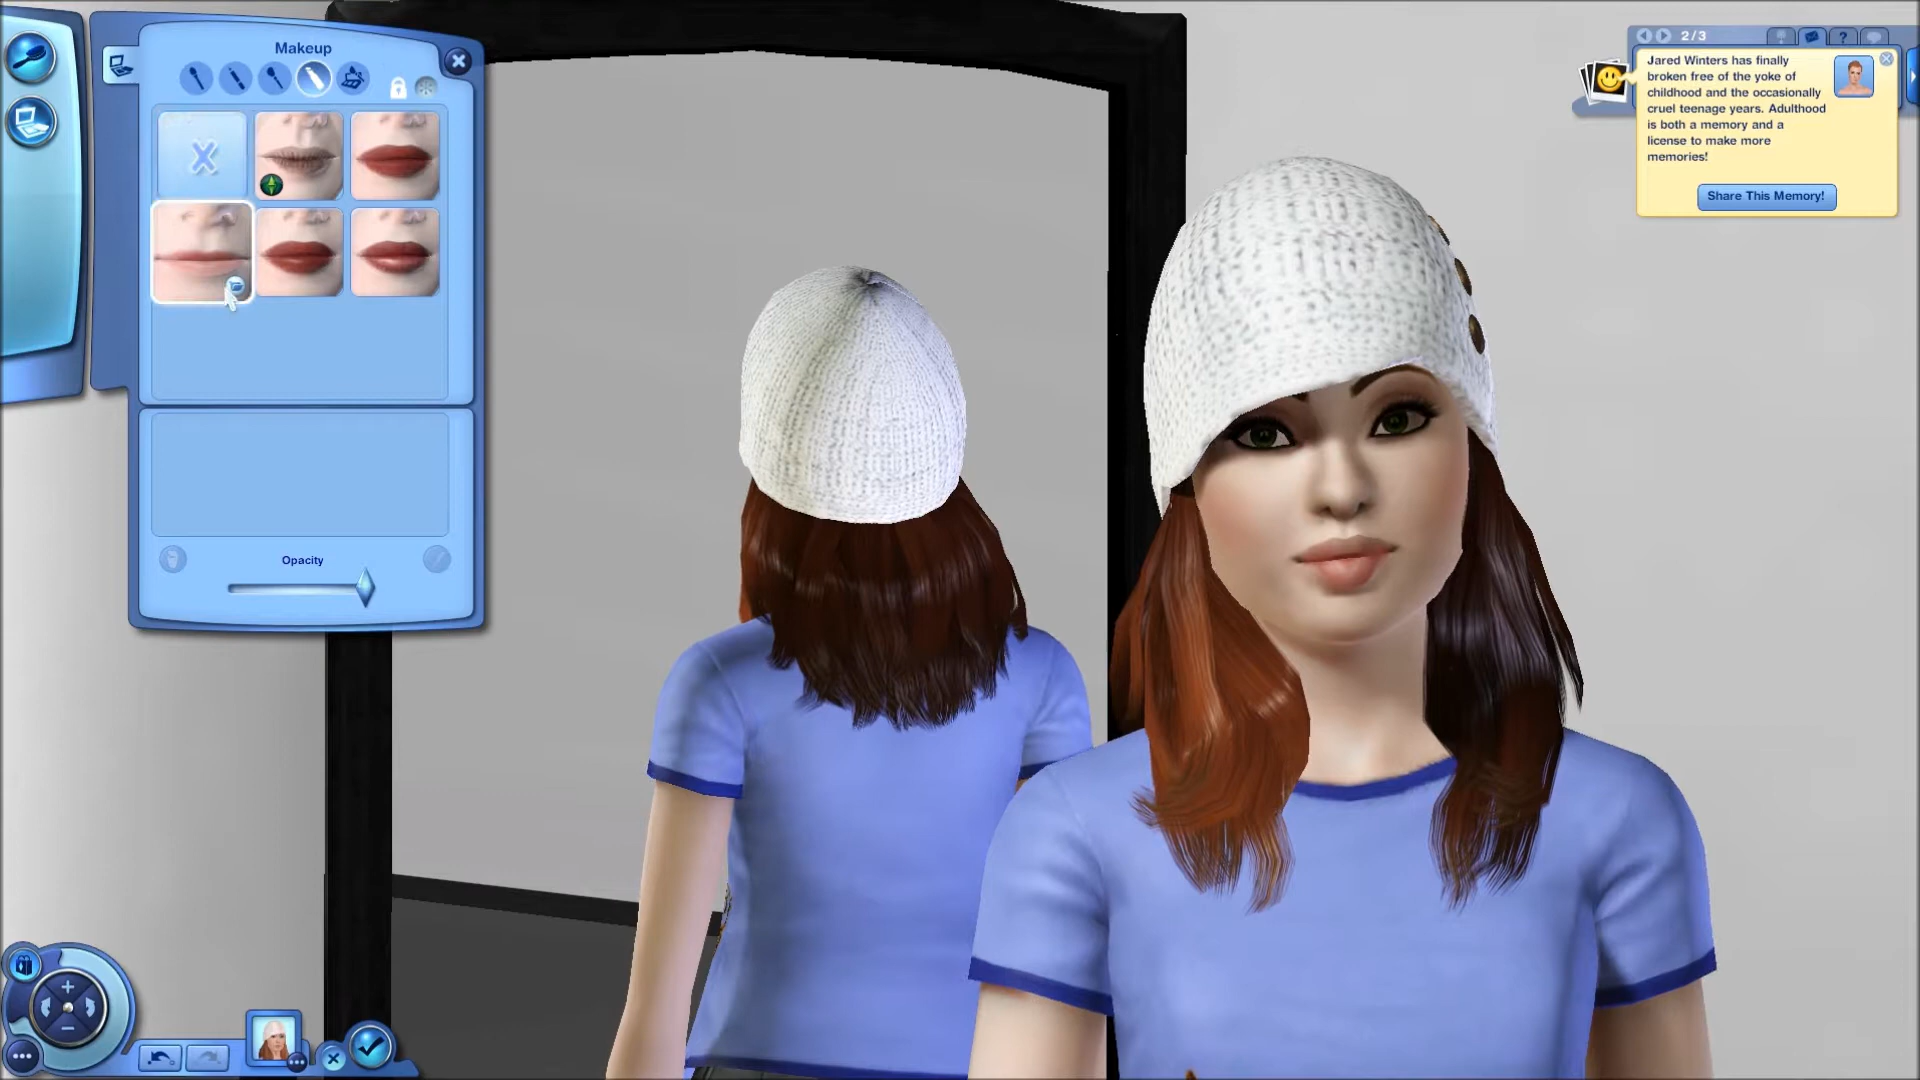 Makeup
Opacity
2/3
?
Jared Winters has finally
broken free of the yoke of
childhood and the occasionally
cruel teenage years. Adulthood
is both a memory and a
license to make more
memories!
Share This Memory!